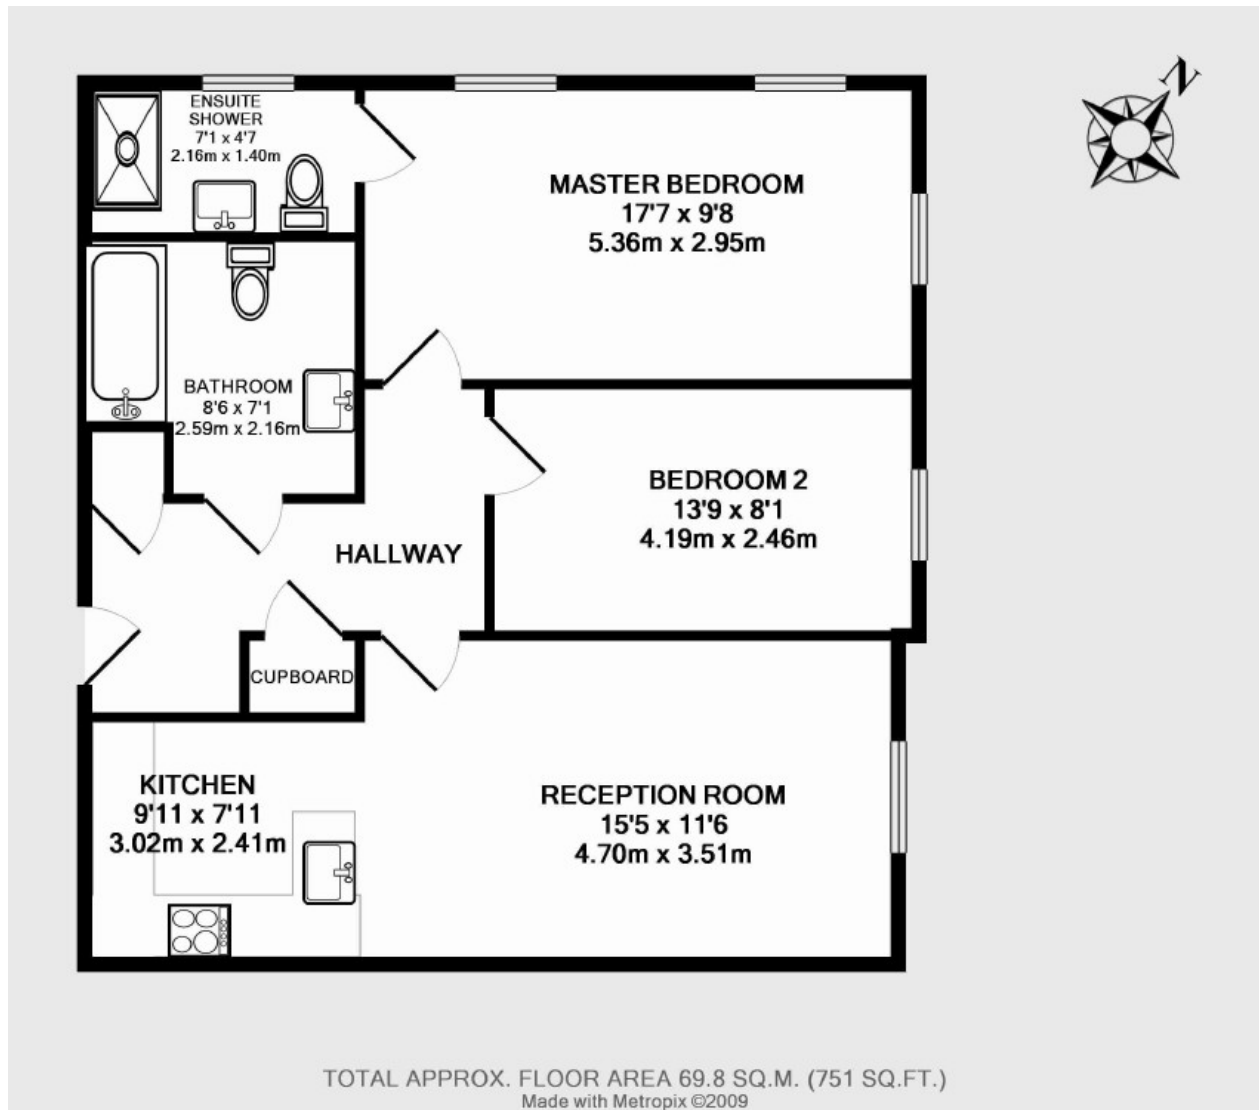 N
ENSUITE
SHOWER
7'1 x 4'7
2.16m x 1.40m
MASTER BEDROOM
17'7 x 9'8
5.36m x 2.95m
BATHROOM
8'6 x 7'1
2.59m x 2.16m
BEDROOM 2
13'9 x 8'1
4.19m x 2.46m
HALLWAY
CUPBOARD
KITCHEN
9'11 x 7'11
3.02m x 2.41m
RECEPTION ROOM
15'5 x 11'6
4.70m x 3.51m
TOTAL APPROX. FLOOR AREA 69.8 SQ.M. (751 SQ.FT.)
Made with Metropix ©2009